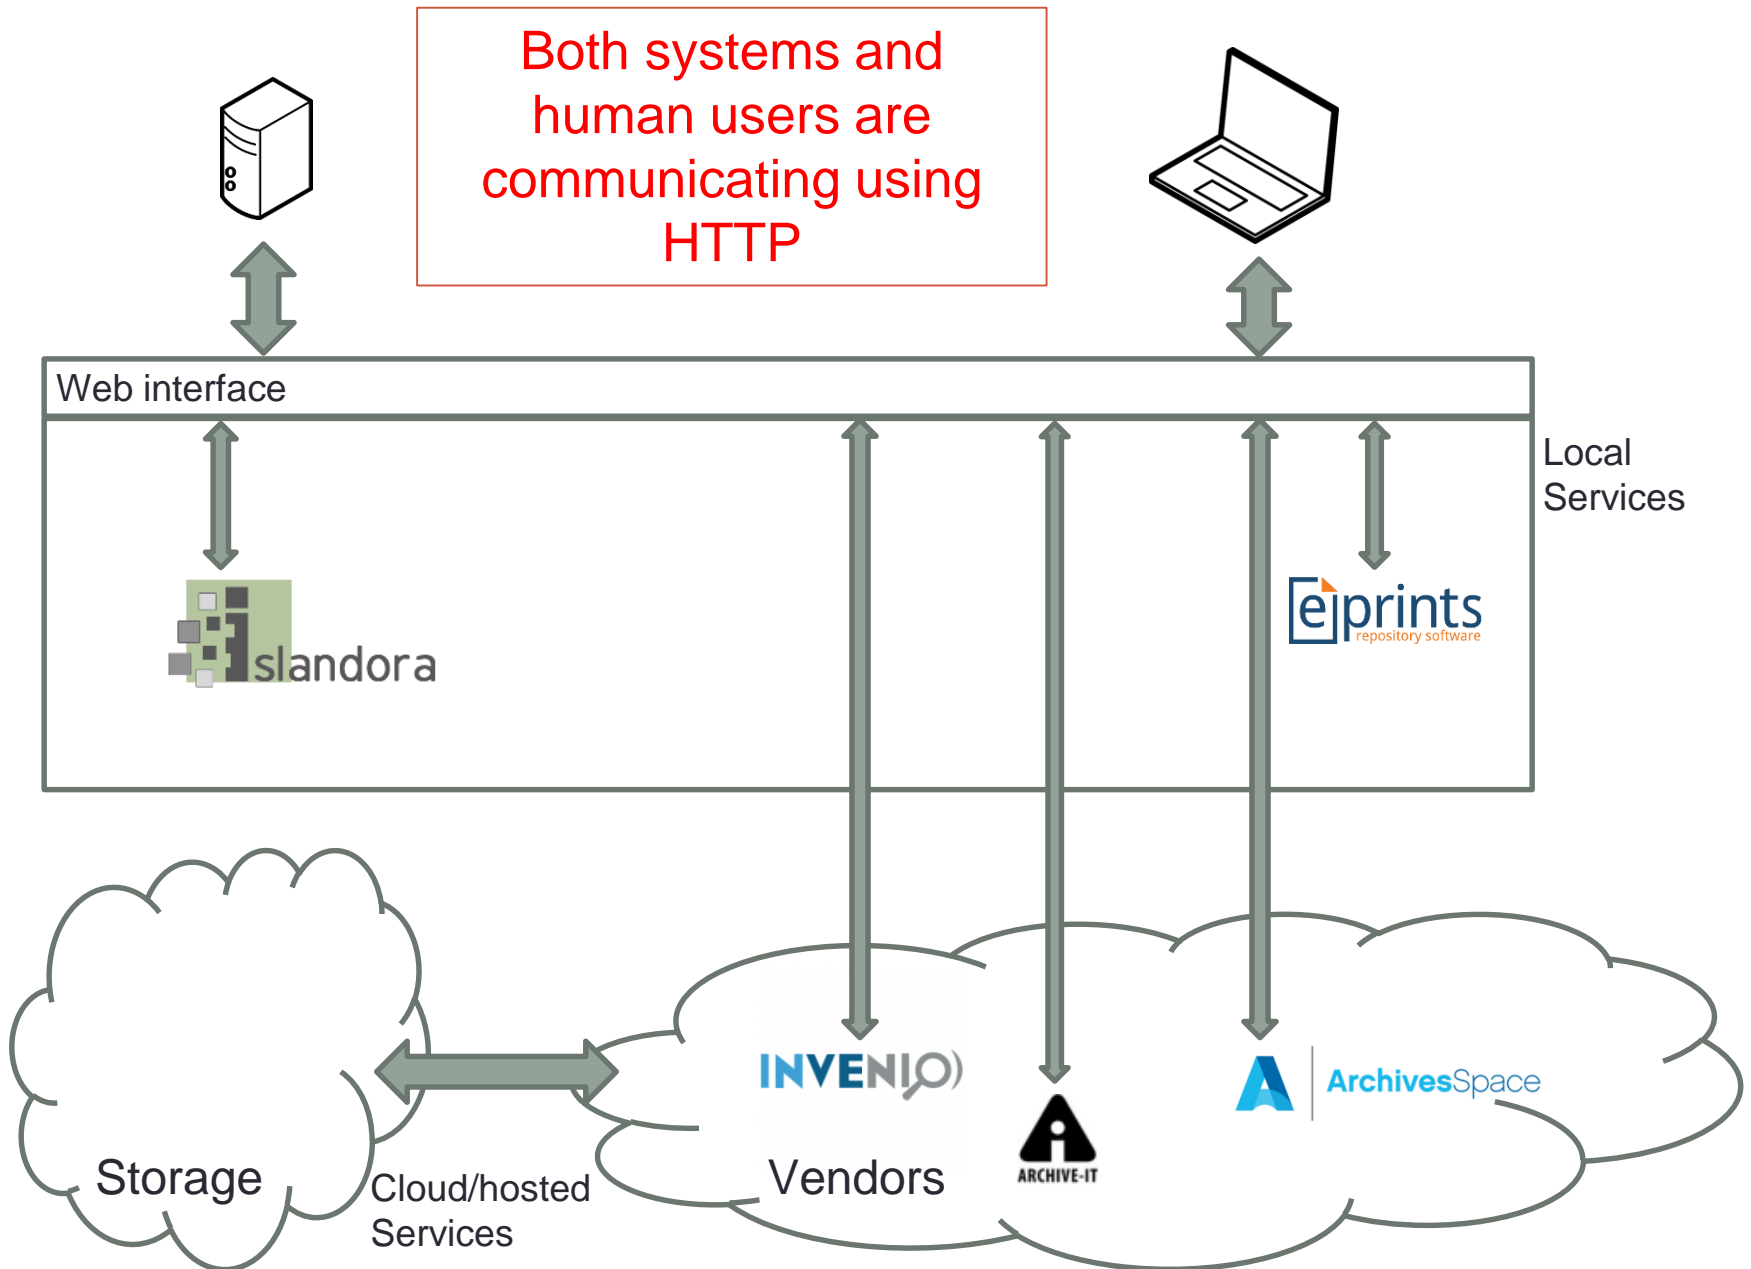 Both systems and
human users are
communicating using
HTTP
Web interface
Local
Services
slandora
eprints
repository software
INVENIO
ArchivesSpace
ARCHIVE-IT
Storage
Cloud/hosted
Services
Vendors